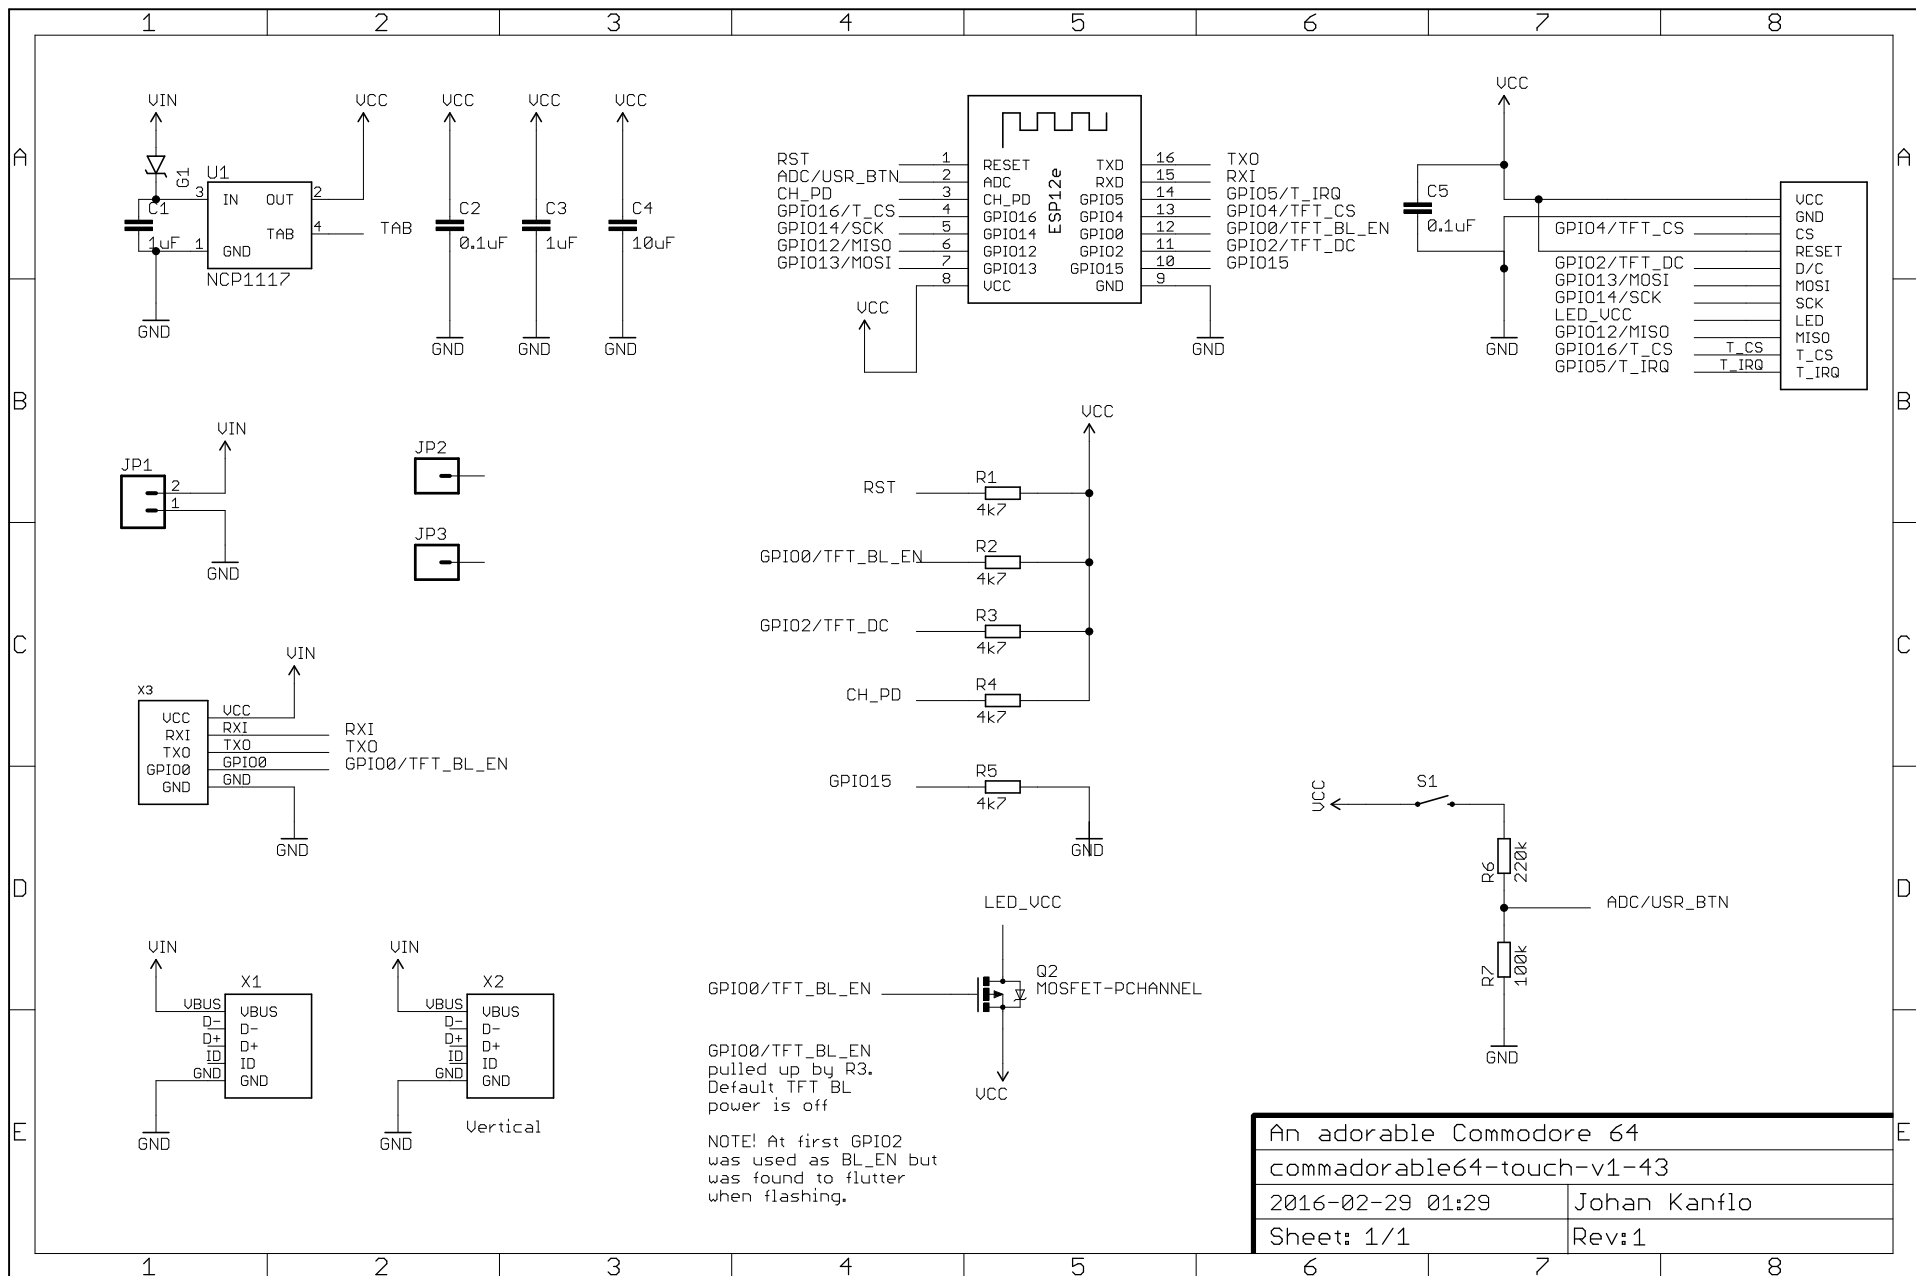 1 2 3 4 5 6 7 8
A
VIN
G1
C1
1uF
GND
U1
3 IN OUT 2
TAB 4 TAB
1 GND
NCP1117
VCC
VCC
C2
0.1uF
GND
VCC
C3
1uF
GND
VCC
C4
10uF
GND
RST 1 RESET TXD 16 TXO
ADC/USR_BTN 2 ADC RXD 15 RXI
CH_PD 3 CH_PD GPIO5 14 GPIO5/T_IRQ
GPIO16/T_CS 4 GPIO16 GPIO4 13 GPIO4/TFT_CS
GPIO14/SCK 5 GPIO14 GPIO0 12 GPIO0/TFT_BL_EN
GPIO12/MISO 6 GPIO12 GPIO2 11 GPIO2/TFT_DC
GPIO13/MOSI 7 GPIO13 GPIO15 10 GPIO15
8 VCC GND 9
ESP12e
VCC
GND
VCC
C5
0.1uF
GND
VCC
GND
GPIO4/TFT_CS CS
RESET
GPIO2/TFT_DC D/C
GPIO13/MOSI MOSI
GPIO14/SCK SCK
LED_VCC LED
GPIO12/MISO MISO
GPIO16/T_CS T_CS T_CS
GPIO5/T_IRQ T_IRQ T_IRQ
A
B
B
JP1
2
1
VIN
GND
JP2
JP3
VCC
RST R1
4k7
GPIO0/TFT_BL_EN R2
4k7
GPIO2/TFT_DC R3
4k7
CH_PD R4
4k7
GPIO15 R5
4k7
GND
C
C
X3
VIN
VCC VCC
RXI RXI RXI
TXO TXO TXO
GPIO0 GPIO0 GPIO0/TFT_BL_EN
GND GND
GND
VCC
S1
R6
220k
ADC/USR_BTN
R7
100k
GND
D
D
VIN
X1
VBUS VBUS
D- D-
D+ D+
ID ID
GND GND
GND
VIN
X2
VBUS VBUS
D- D-
D+ D+
ID ID
GND GND
GND
Vertical
LED_VCC
GPIO0/TFT_BL_EN
Q2
MOSFET-PCHANNEL
VCC
GPIO0/TFT_BL_EN
pulled up by R3.
Default TFT BL
power is off
NOTE! At first GPIO2
was used as BL_EN but
was found to flutter
when flashing.
E
E
An adorable Commodore 64
commadorable64-touch-v1-43
2016-02-29 01:29 Johan Kanflo
Sheet: 1/1 Rev:1
1 2 3 4 5 6 7 8